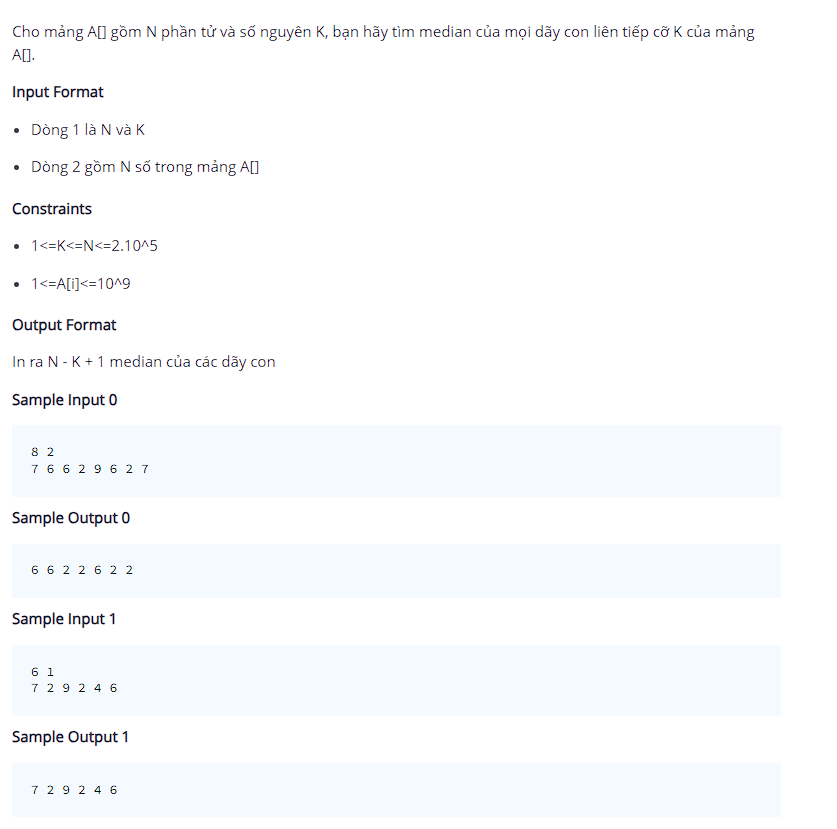 Cho mảng A[] gồm N phần tử và số nguyên K, bạn hãy tìm median của mọi dãy con liên tiếp cỡ K của mảng
A[].
Input Format
• Dòng 1 là N và K
• Dòng 2 gồm N số trong mảng A[]
Constraints
• 1<=K<=N<=2.10^5
• 1<=A[i]<=10^9
Output Format
In ra N - K + 1 median của các dãy con
Sample Input 0
8 2
7 6 6 2 9 6 2 7
Sample Output 0
6 6 2 2 6 2 2
Sample Input 1
6 1
7 2 9 2 4 6
Sample Output 1
7 2 9 2 4 6